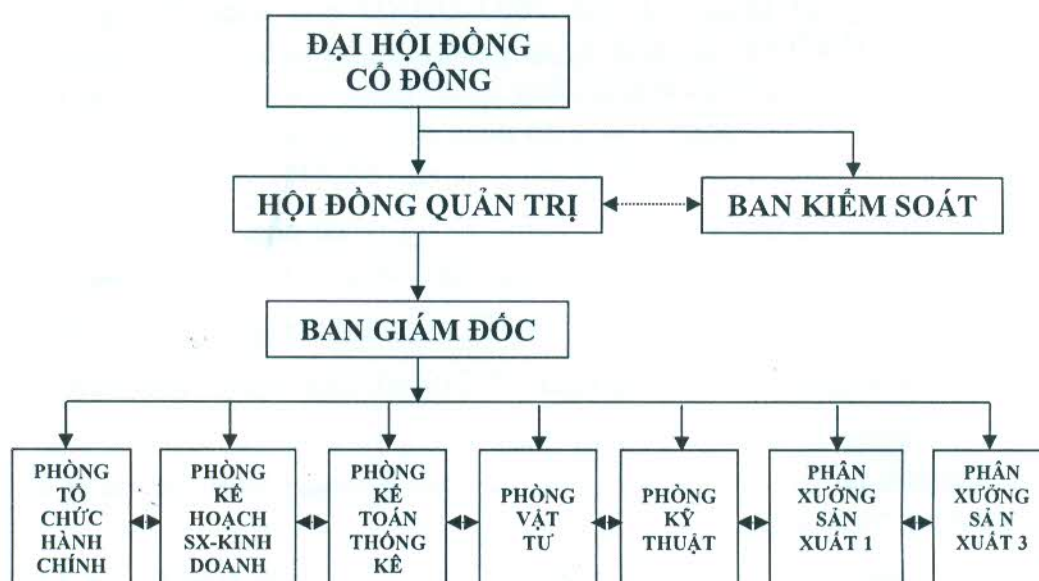 ĐẠI HỘI ĐỒNG
CỔ ĐÔNG
HỘI ĐỒNG QUẢN TRỊ
BAN KIỂM SOÁT
BAN GIÁM ĐỐC
PHÒNG
TỔ
CHỨC
HÀNH
CHÍNH
PHÒNG
KẾ
HOẠCH
SX-KINH
DOANH
PHÒNG
KẾ
TOÁN
THỐNG
KÊ
PHÒNG
VẬT
TƯ
PHÒNG
KỸ
THUẬT
PHÂN
XƯỞNG
SẢN
XUẤT 1
PHÂN
XƯỞNG
SẢ N
XUẤT 3